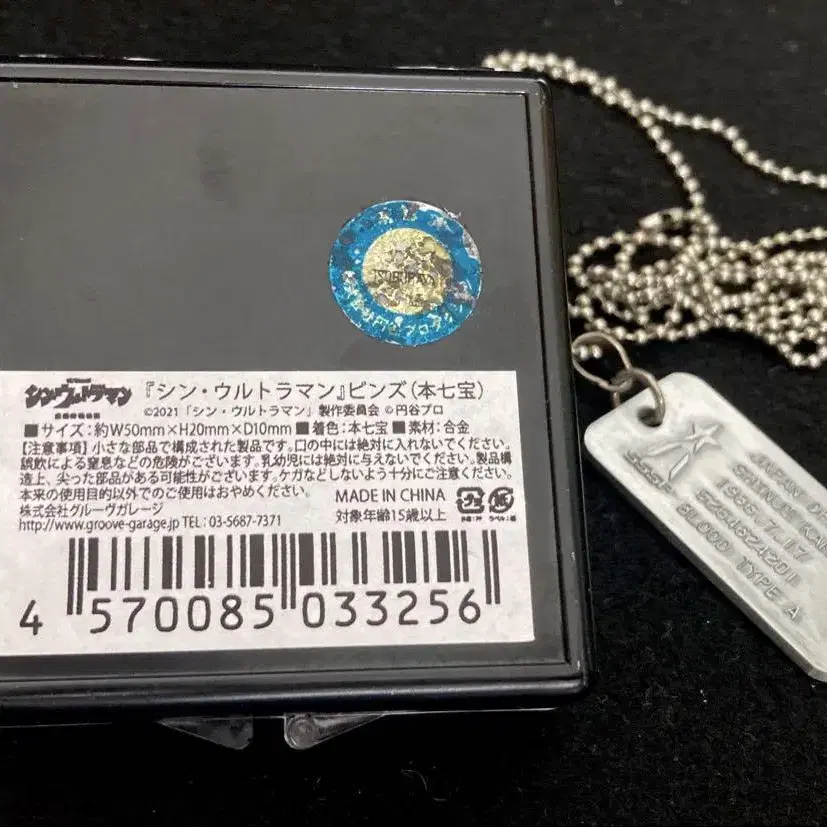 シン・ウルトラマン 『シン・ウルトラマン』ピンズ(本七宝)
©2021「シン・ウルトラマン」製作委員会 ©円谷プロ
■サイズ:約W50mm×H20mm×D10mm ■着色:本七宝 ■素材:合金
【注意事項】小さな部品で構成された製品です。口の中には絶対に入れないでください。
誤飲による窒息などの危険がございます。乳幼児には絶対に与えないでください。製品構
造上、尖った部品がある可能性がございます。ケガなどしないよう十分にご注意ください。
本来の使用目的以外でのご使用はおやめください。
株式会社グルーヴガレージ
MADE IN CHINA
http://www.groove-garage.jp TEL:03-5687-7371
対象年齢15歳以上
4 570085 033256
JAPAN
SSSP
BLOOD TYPE A